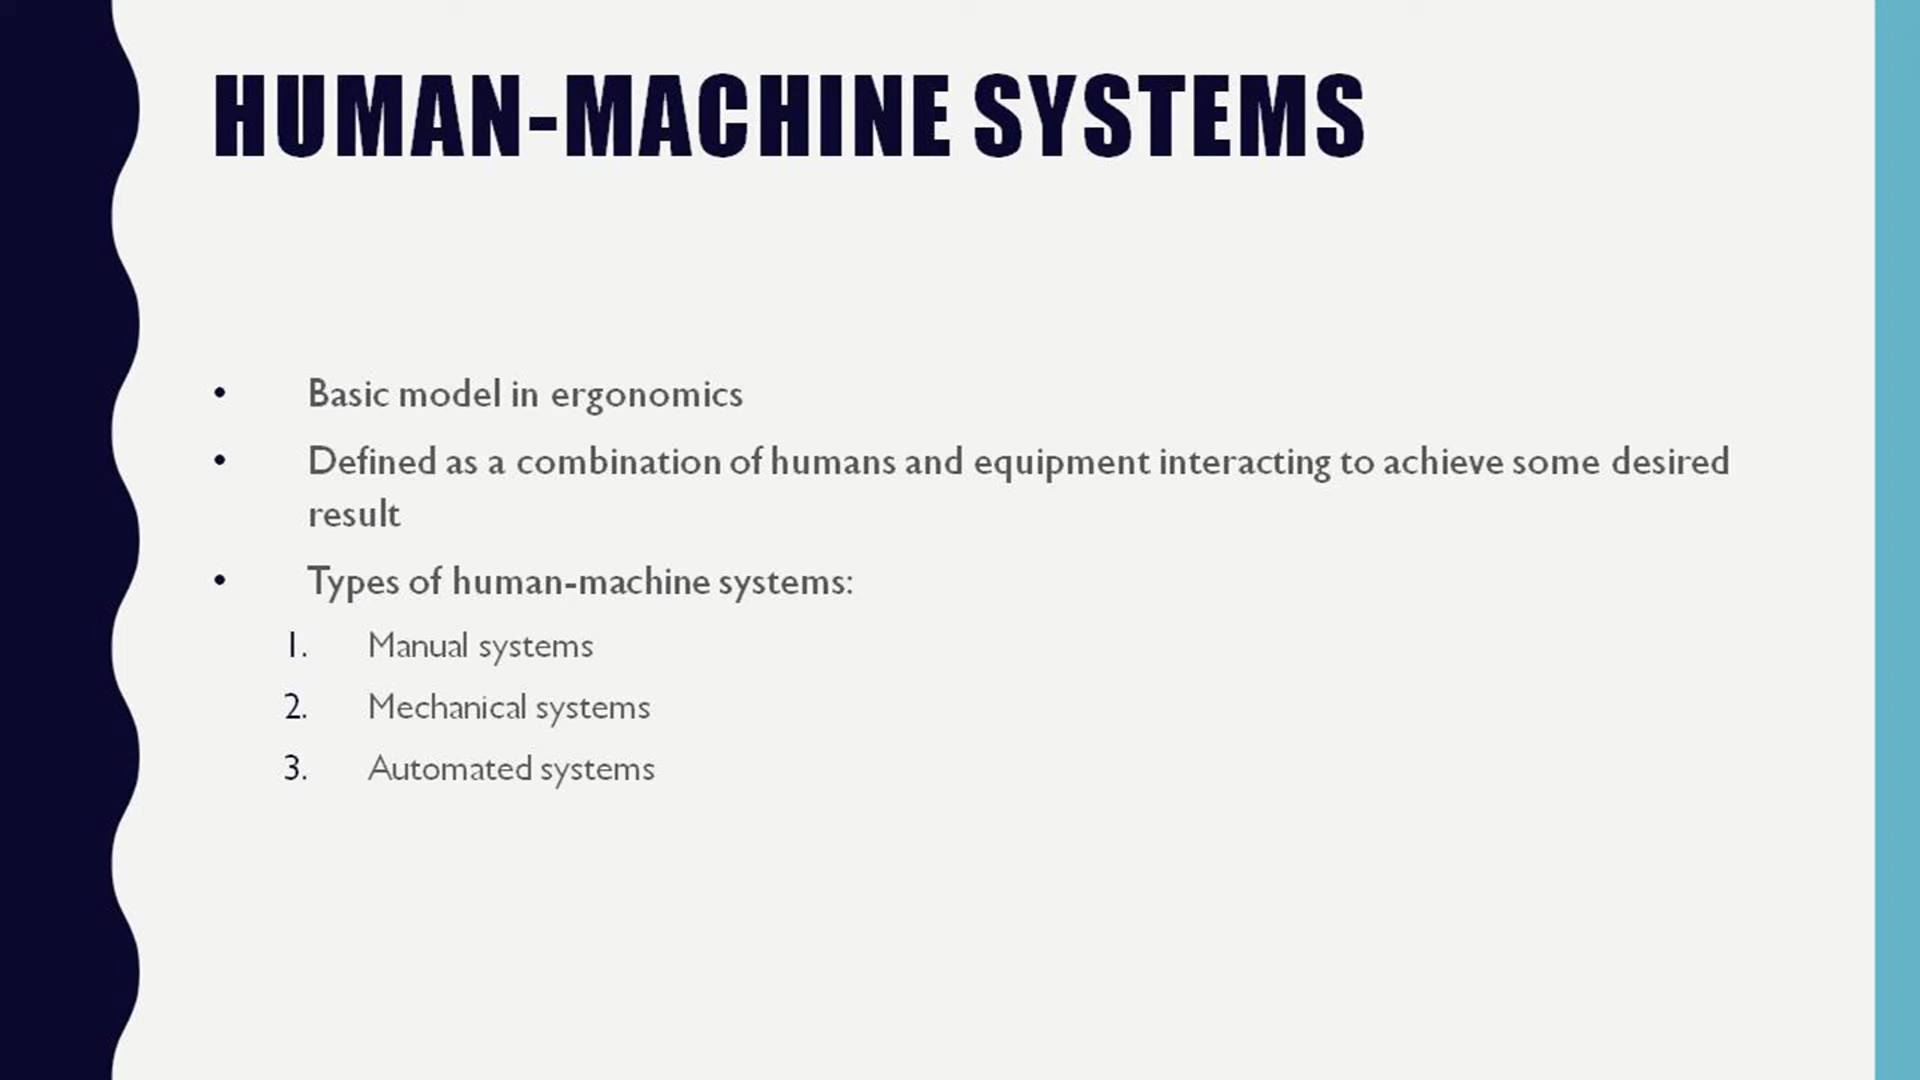 HUMAN-MACHINE SYSTEMS
• Basic model in ergonomics
• Defined as a combination of humans and equipment interacting to achieve some desired
result
• Types of human-machine systems:
1. Manual systems
2. Mechanical systems
3. Automated systems